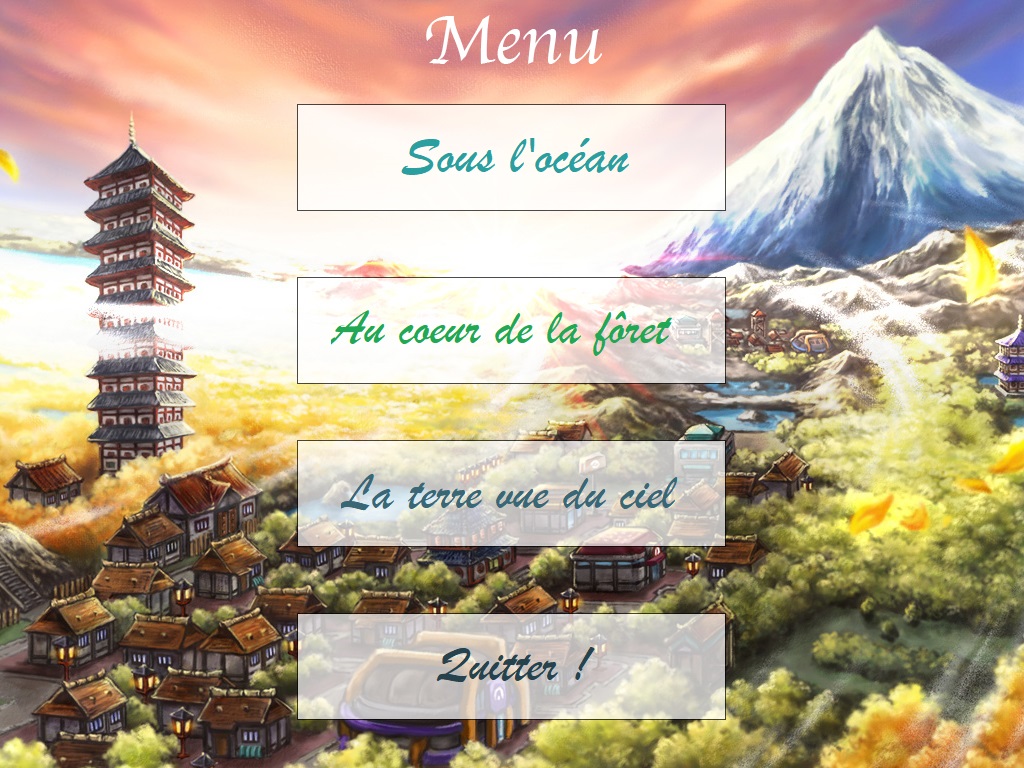 Menu
Sous l'océan
Au coeur de la fôret
La terre vue du ciel
Quitter !